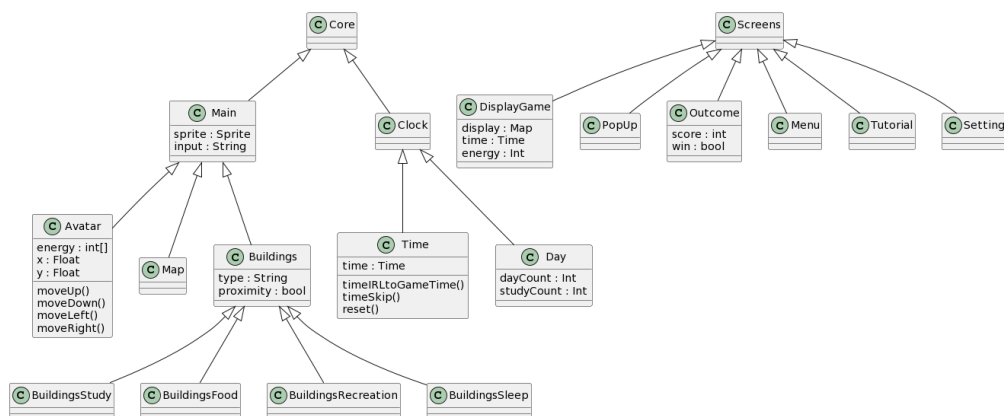 C Core
C Screens
C Main
sprite : Sprite
input : String
C Clock
C DisplayGame
display : Map
time : Time
energy : Int
C PopUp
C Outcome
score : int
win : bool
C Menu
C Tutorial
C Setting
C Avatar
energy : int[]
x : Float
y : Float
moveUp()
moveDown()
moveLeft()
moveRight()
C Map
C Buildings
type : String
proximity : bool
C Time
time : Time
timeIRLtoGameTime()
timeSkip()
reset()
C Day
dayCount : Int
studyCount : Int
C BuildingsStudy
C BuildingsFood
C BuildingsRecreation
C BuildingsSleep